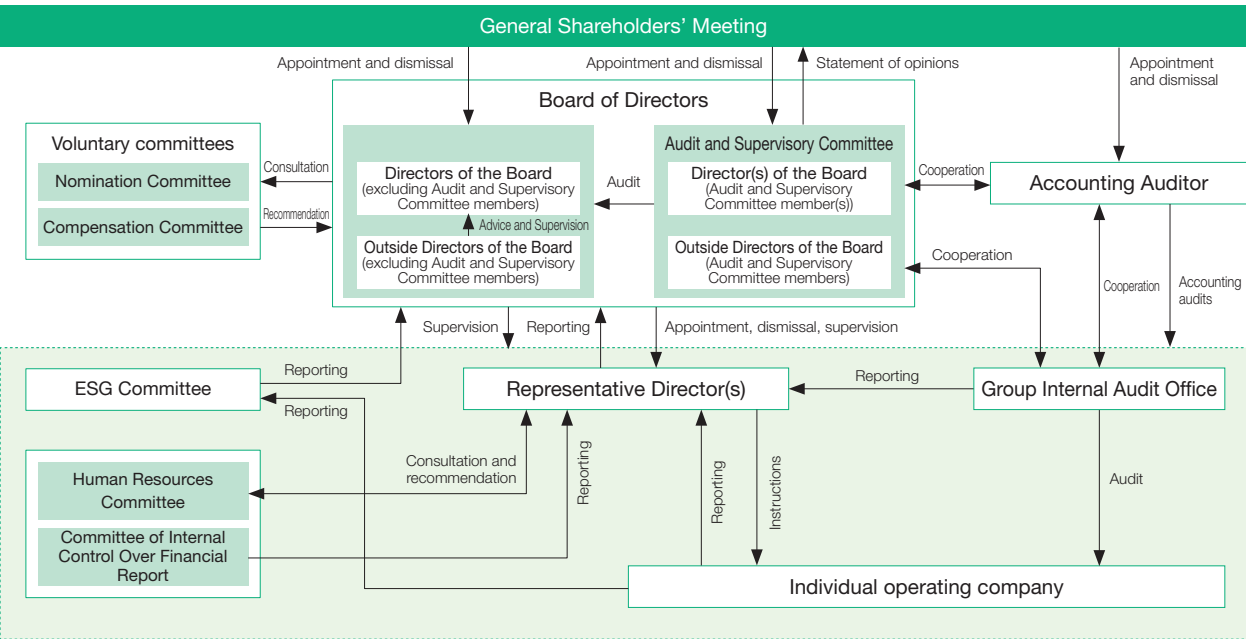 General Shareholders' Meeting
Appointment and dismissal
Appointment and dismissal
Statement of opinions
Appointment
and dismissal
Board of Directors
Voluntary committees
Nomination Committee
Compensation Committee
Consultation
Recommendation
Directors of the Board
(excluding Audit and Supervisory
Committee members)
Advice and Supervision
Outside Directors of the Board
(excluding Audit and Supervisory
Committee members)
Audit
Audit and Supervisory Committee
Director(s) of the Board
(Audit and Supervisory
Committee member(s))
Outside Directors of the Board
(Audit and Supervisory
Committee members)
Cooperation
Accounting Auditor
Cooperation
Cooperation
Accounting
audits
Supervision
Reporting
Appointment, dismissal, supervision
ESG Committee
Reporting
Reporting
Representative Director(s)
Reporting
Group Internal Audit Office
Human Resources
Committee
Committee of Internal
Control Over Financial
Report
Consultation and
recommendation
Reporting
Reporting
Instructions
Audit
Individual operating company